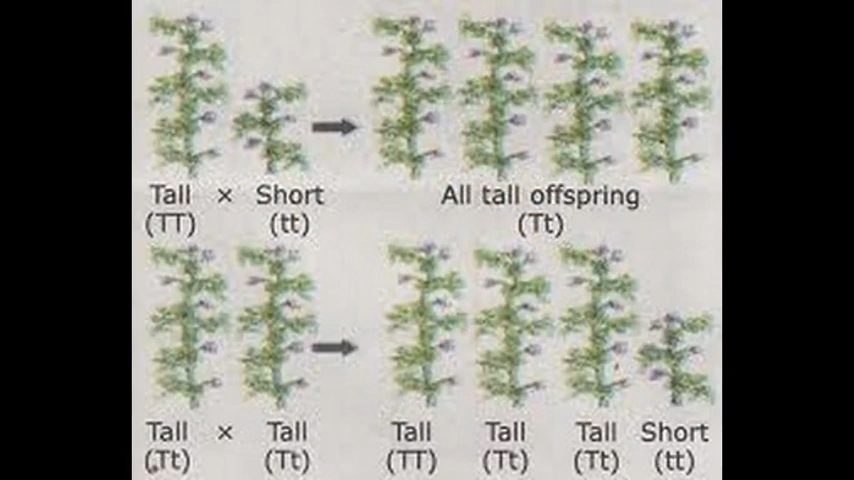 Tall × Short
(TT) (tt)
All tall offspring
(Tt)
Tall × Tall
(Tt) (Tt)
Tall Tall Tall Short
(TT) (Tt) (Tt) (tt)